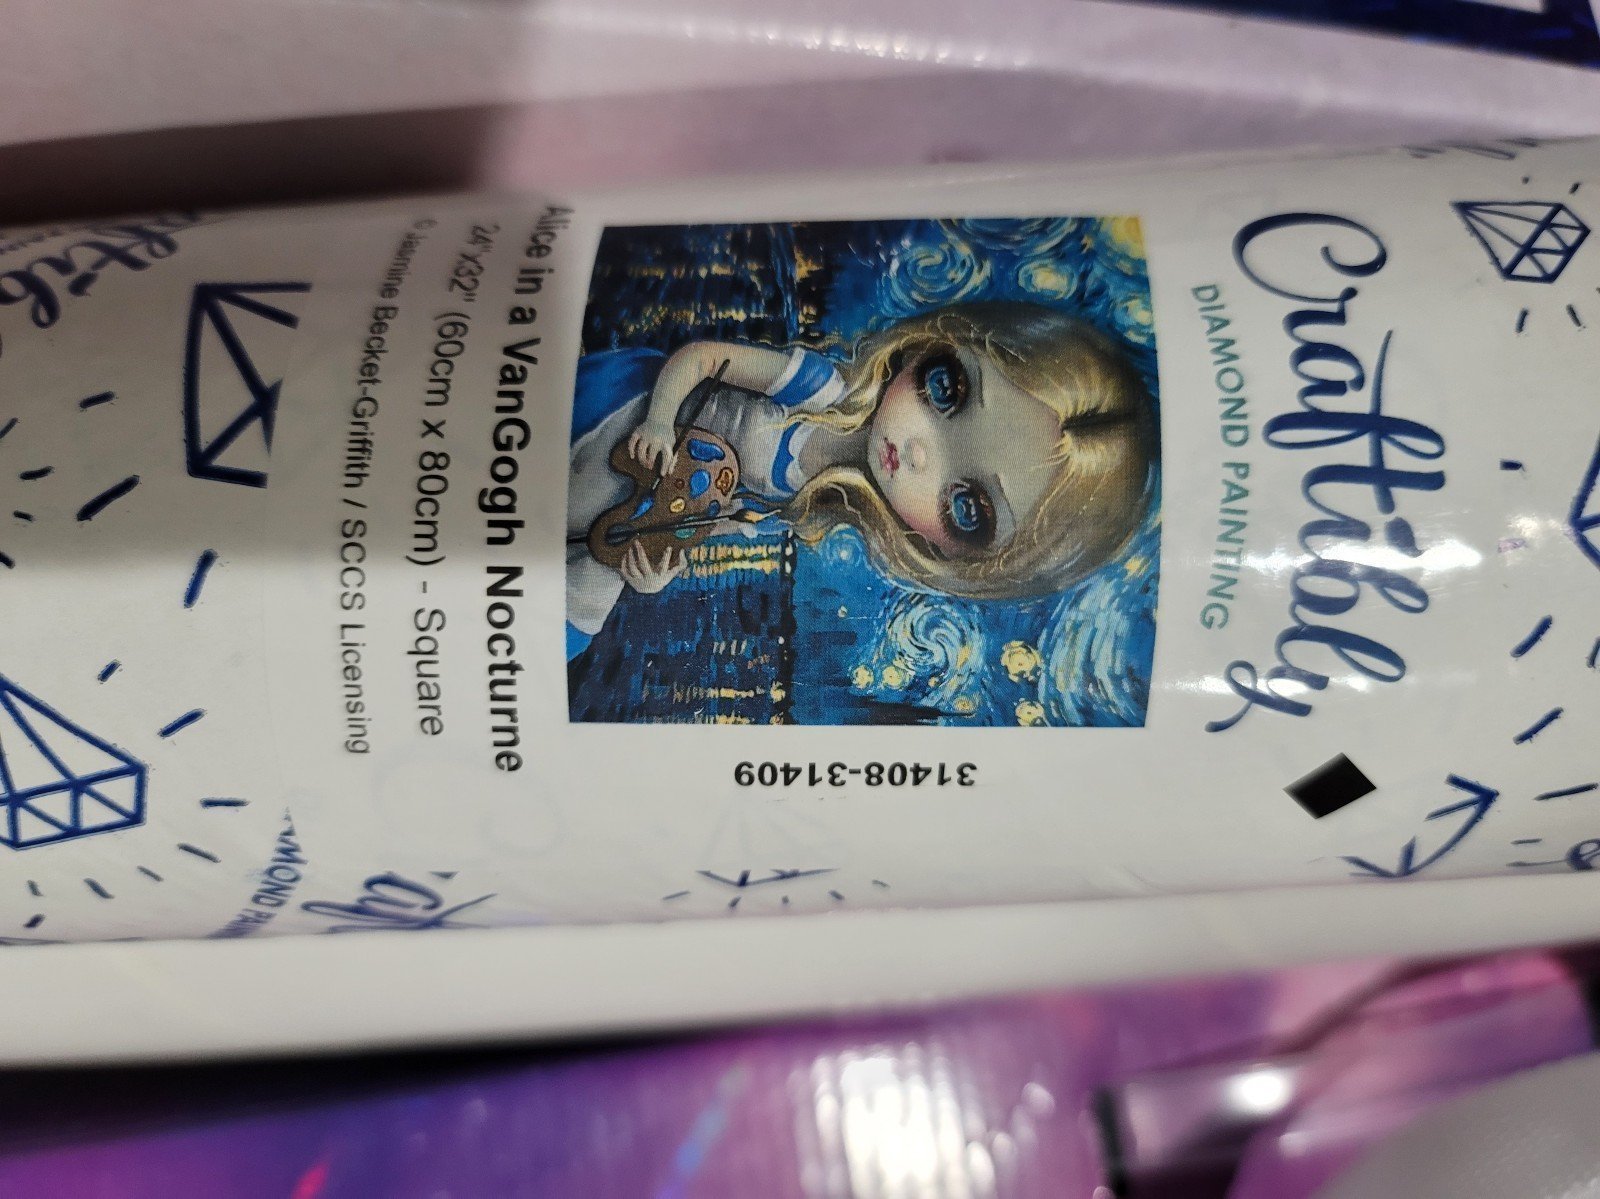 Craftibly
DIAMOND PAINTING
31408-31409
Alice in a VanGogh Nocturne
24"x32" (60cm x 80cm) - Square
© Jasmine Becket-Griffith / SCCS Licensing